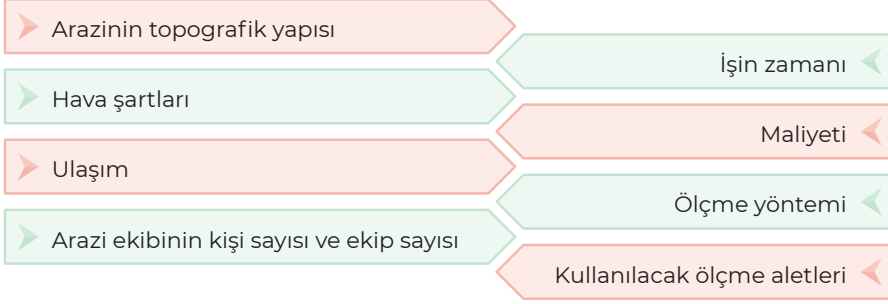 Arazinin topografik yapısı
İşin zamanı
Hava şartları
Maliyeti
Ulaşım
Ölçme yöntemi
Arazi ekibinin kişi sayısı ve ekip sayısı
Kullanılacak ölçme aletleri